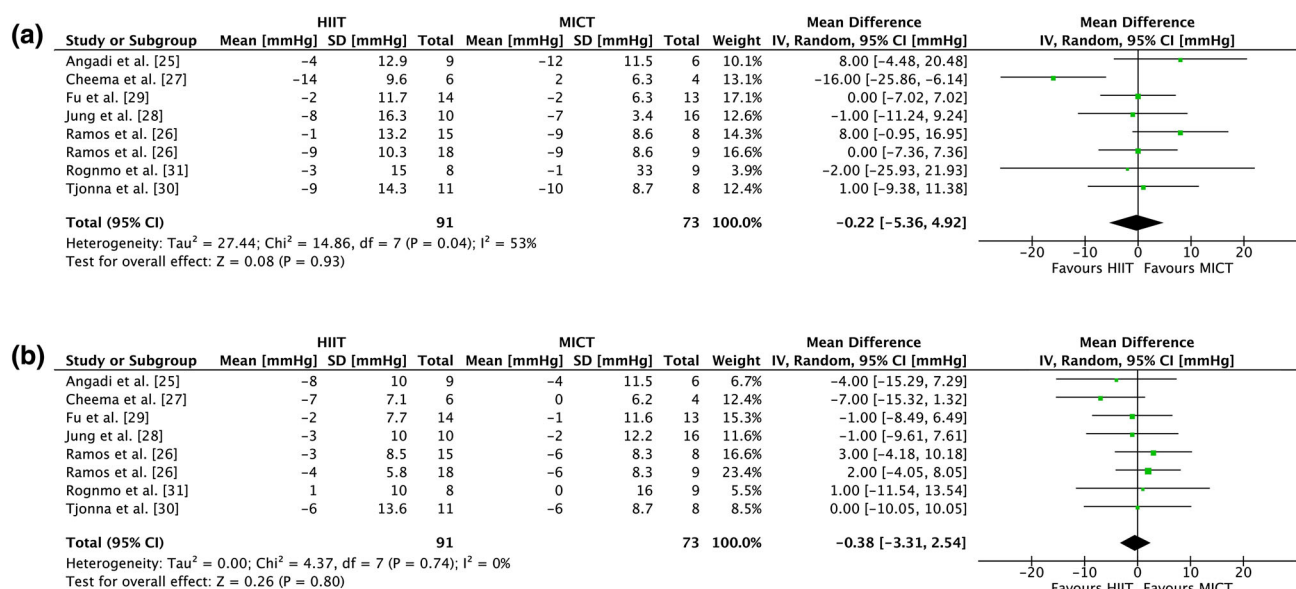 (a) HIIT MICT Mean Difference Mean Difference
Study or Subgroup Mean [mmHg] SD [mmHg] Total Mean [mmHg] SD [mmHg] Total Weight IV, Random, 95% CI [mmHg] IV, Random, 95% CI [mmHg]
Angadi et al. [25] −4 12.9 9 −12 11.5 6 10.1% 8.00 [−4.48, 20.48]
Cheema et al. [27] −14 9.6 6 2 6.3 4 13.1% −16.00 [−25.86, −6.14]
Fu et al. [29] −2 11.7 14 −2 6.3 13 17.1% 0.00 [−7.02, 7.02]
Jung et al. [28] −8 16.3 10 −7 3.4 16 12.6% −1.00 [−11.24, 9.24]
Ramos et al. [26] −1 13.2 15 −9 8.6 8 14.3% 8.00 [−0.95, 16.95]
Ramos et al. [26] −9 10.3 18 −9 8.6 9 16.6% 0.00 [−7.36, 7.36]
Rognmo et al. [31] −3 15 8 −1 33 9 3.9% −2.00 [−25.93, 21.93]
Tjonna et al. [30] −9 14.3 11 −10 8.7 8 12.4% 1.00 [−9.38, 11.38]
Total (95% CI) 91 73 100.0% −0.22 [−5.36, 4.92]
Heterogeneity: Tau² = 27.44; Chi² = 14.86, df = 7 (P = 0.04); I² = 53%
Test for overall effect: Z = 0.08 (P = 0.93)
−20 −10 0 10 20
Favours HIIT Favours MICT
(b) HIIT MICT Mean Difference Mean Difference
Study or Subgroup Mean [mmHg] SD [mmHg] Total Mean [mmHg] SD [mmHg] Total Weight IV, Random, 95% CI [mmHg] IV, Random, 95% CI [mmHg]
Angadi et al. [25] −8 10 9 −4 11.5 6 6.7% −4.00 [−15.29, 7.29]
Cheema et al. [27] −7 7.1 6 0 6.2 4 12.4% −7.00 [−15.32, 1.32]
Fu et al. [29] −2 7.7 14 −1 11.6 13 15.3% −1.00 [−8.49, 6.49]
Jung et al. [28] −3 10 10 −2 12.2 16 11.6% −1.00 [−9.61, 7.61]
Ramos et al. [26] −3 8.5 15 −6 8.3 8 16.6% 3.00 [−4.18, 10.18]
Ramos et al. [26] −4 5.8 18 −6 8.3 9 23.4% 2.00 [−4.05, 8.05]
Rognmo et al. [31] 1 10 8 0 16 9 5.5% 1.00 [−11.54, 13.54]
Tjonna et al. [30] −6 13.6 11 −6 8.7 8 8.5% 0.00 [−10.05, 10.05]
Total (95% CI) 91 73 100.0% −0.38 [−3.31, 2.54]
Heterogeneity: Tau² = 0.00; Chi² = 4.37, df = 7 (P = 0.74); I² = 0%
Test for overall effect: Z = 0.26 (P = 0.80)
−20 −10 0 10 20
Favours HIIT Favours MICT